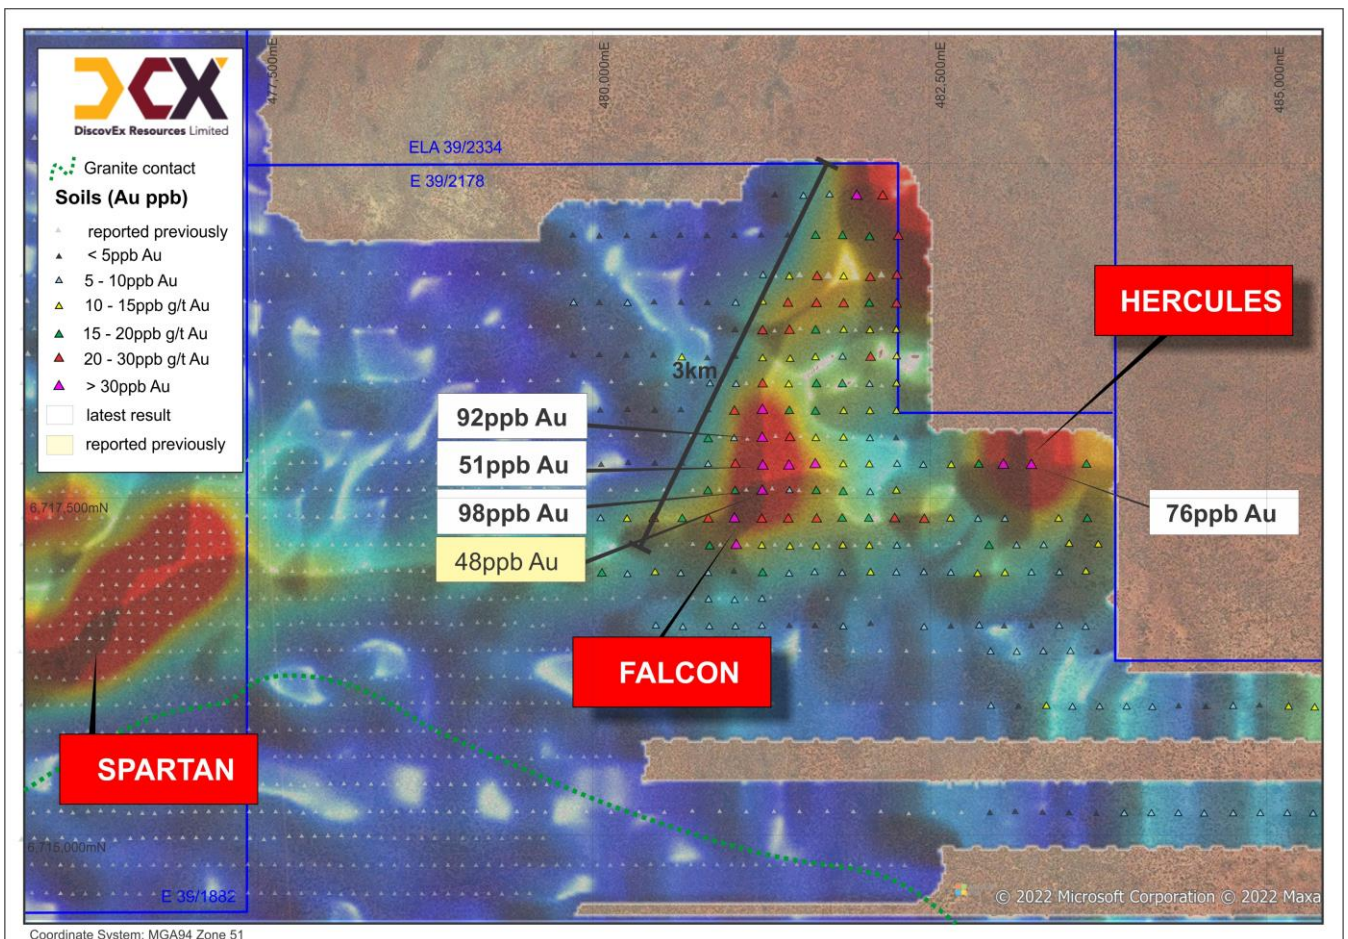 DCX
DiscovEx Resources Limited
Granite contact
Soils (Au ppb)
reported previously
< 5ppb Au
5 - 10ppb Au
10 - 15ppb g/t Au
15 - 20ppb g/t Au
20 - 30ppb g/t Au
> 30ppb Au
latest result
reported previously
477,500mE
480,000mE
482,500mE
485,000mE
ELA 39/2334
E 39/2178
HERCULES
3km
92ppb Au
51ppb Au
98ppb Au
48ppb Au
76ppb Au
6,717,500mN
FALCON
SPARTAN
6,715,000mN
E 39/1882
© 2022 Microsoft Corporation © 2022 Maxa
Coordinate System: MGA94 Zone 51